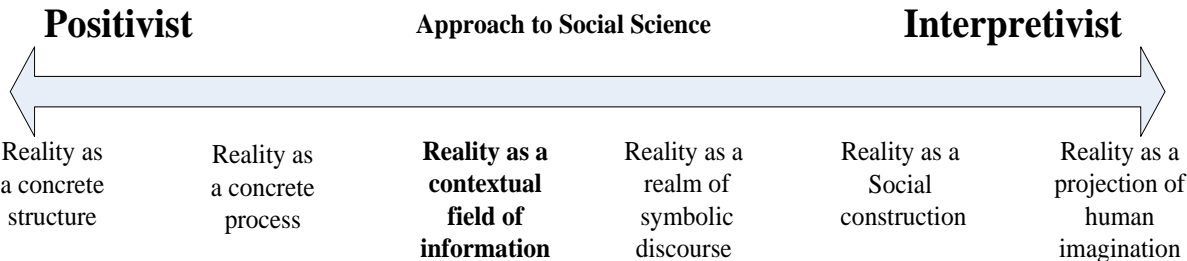 Positivist
Approach to Social Science
Interpretivist
Reality as
a concrete
structure
Reality as
a concrete
process
Reality as a
contextual
field of
information
Reality as a
realm of
symbolic
discourse
Reality as a
Social
construction
Reality as a
projection of
human
imagination